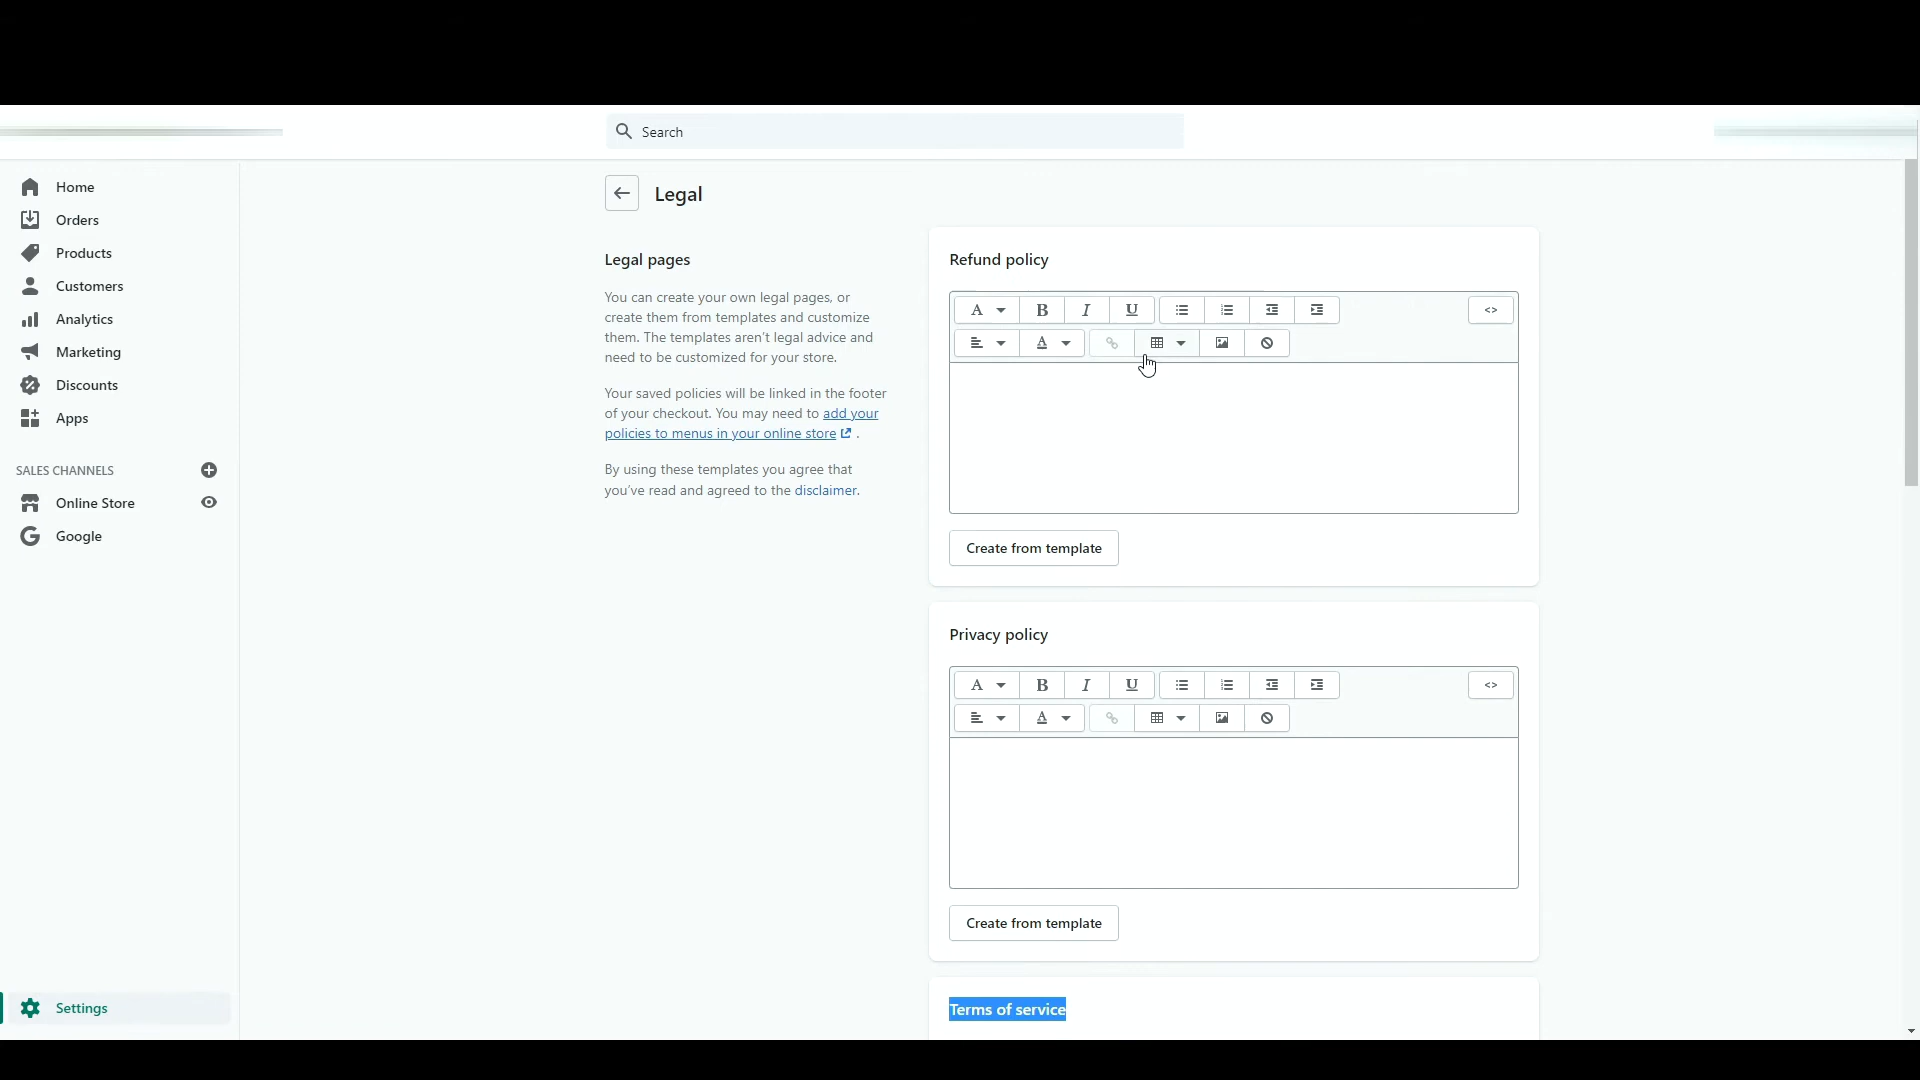 Search
Home
Orders
Products
Customers
Analytics
Marketing
Discounts
Apps
SALES CHANNELS
Online Store
Google
Settings
Legal
Legal pages
You can create your own legal pages, or
create them from templates and customize
them. The templates aren't legal advice and
need to be customized for your store.
Your saved policies will be linked in the footer
of your checkout. You may need to add your
policies to menus in your online store .
By using these templates you agree that
you've read and agreed to the disclaimer.
Refund policy
A B I U <>
A
Create from template
Privacy policy
A B I U <>
A
Create from template
Terms of service